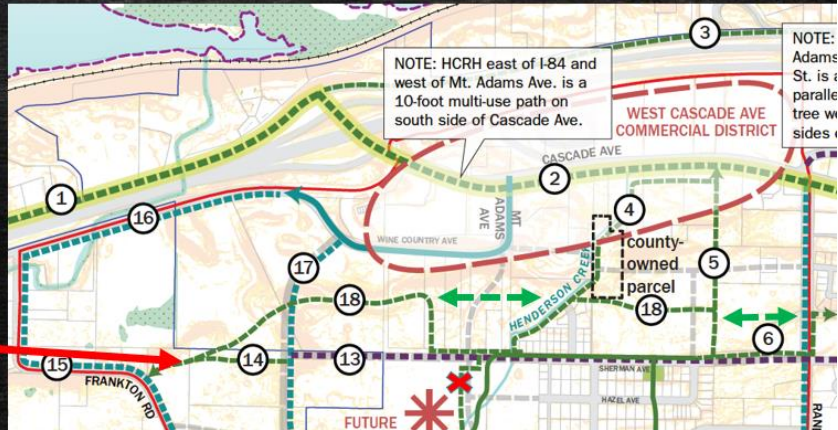 NOTE: HCRH east of I-84 and
west of Mt. Adams Ave. is a
10-foot multi-use path on
south side of Cascade Ave.
3
NOTE:
Adams
St. is a
paralle
tree we
sides o
WEST CASCADE AVE
COMMERCIAL DISTRICT
CASCADE AVE
1
2
16
MT
ADAMS
AVE
4
WINE COUNTRY AVE
county-
owned
parcel
5
17
HENDERSON CREEK
18
18
6
15
14
13
FRANKTON RD
SHERMAN AVE
HAZEL AVE
FUTURE
RAN